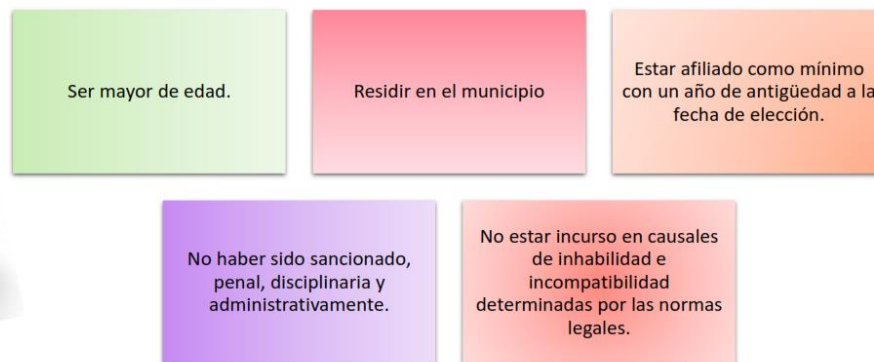 Ser mayor de edad.
Residir en el municipio
Estar afiliado como mínimo
con un año de antigüedad a la
fecha de elección.
No haber sido sancionado,
penal, disciplinaria y
administrativamente.
No estar incurso en causales
de inhabilidad e
incompatibilidad
determinadas por las normas
legales.